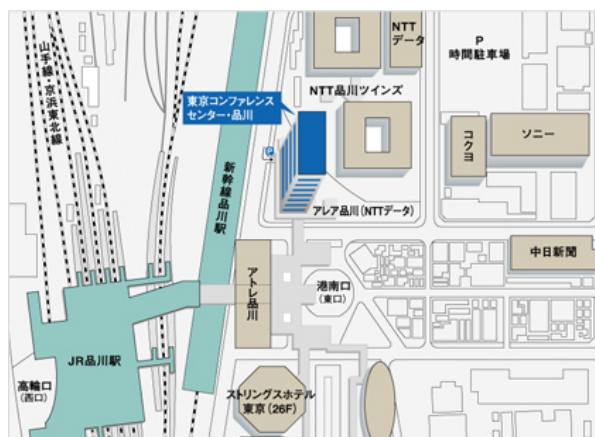 山手線・京浜東北線
NTT
データ
P
時間駐車場
東京コンファレンス
センター・品川
NTT品川ツインズ
コクヨ
ソニー
P
新幹線品川駅
アレア品川(NTTデータ)
アトレ品川
港南口
(東口)
中日新聞
JR品川駅
高輪口
(西口)
ストリングスホテル
東京(26F)